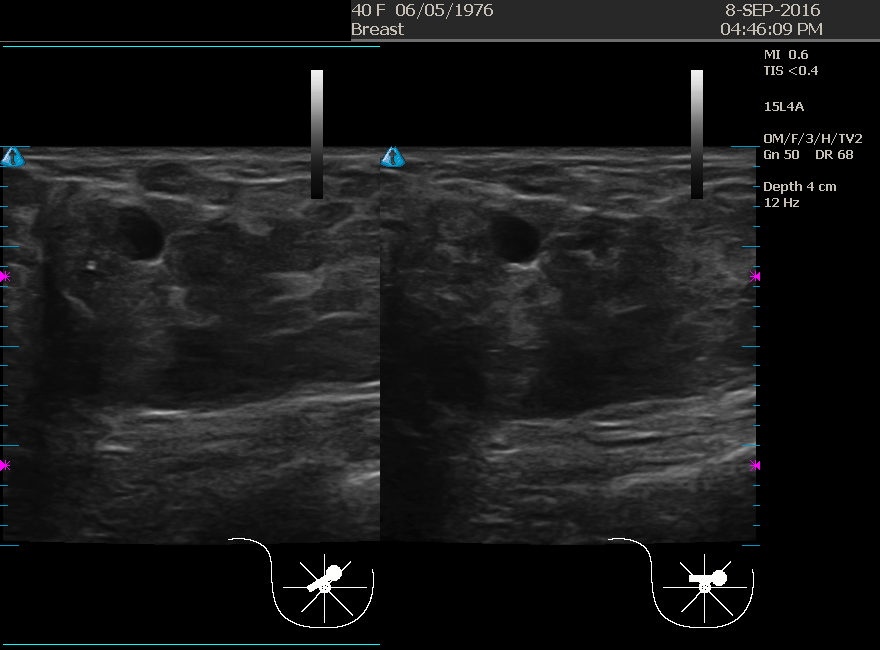 40 F 06/05/1976
8-SEP-2016
Breast
04:46:09 PM
MI 0.6
TIS <0.4
15L4A
OM/F/3/H/TV2
Gn 50 DR 68
Depth 4 cm
12 Hz